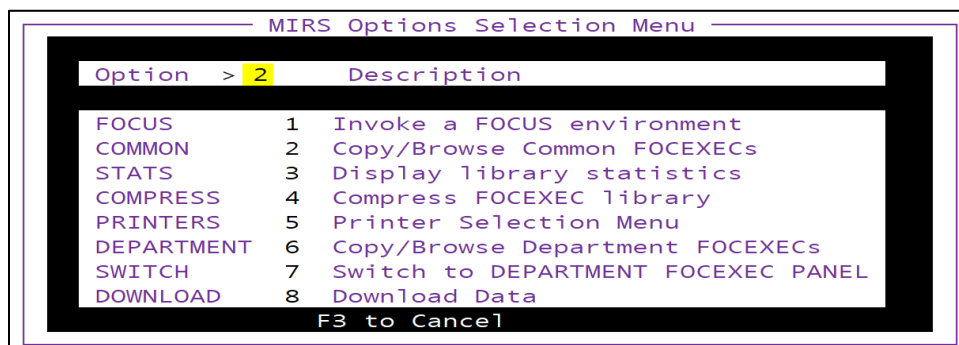 MIRS Options Selection Menu
Option > 2 Description
FOCUS 1 Invoke a FOCUS environment
COMMON 2 Copy/Browse Common FOCEXECs
STATS 3 Display library statistics
COMPRESS 4 Compress FOCEXEC library
PRINTERS 5 Printer Selection Menu
DEPARTMENT 6 Copy/Browse Department FOCEXECs
SWITCH 7 Switch to DEPARTMENT FOCEXEC PANEL
DOWNLOAD 8 Download Data
F3 to Cancel